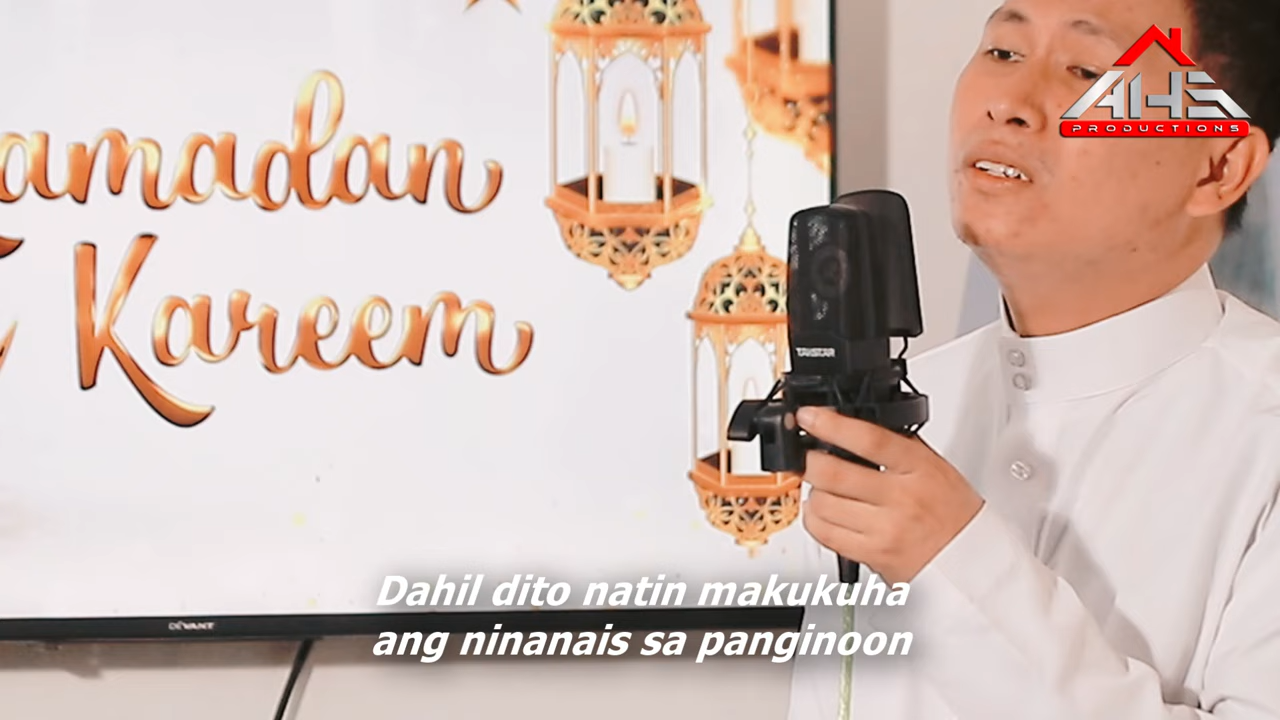 AHS
PRODUCTIONS
amadan
Kareem
TAKSTAR
DEVANT
Dahil dito natin makukuha
ang ninanais sa panginoon